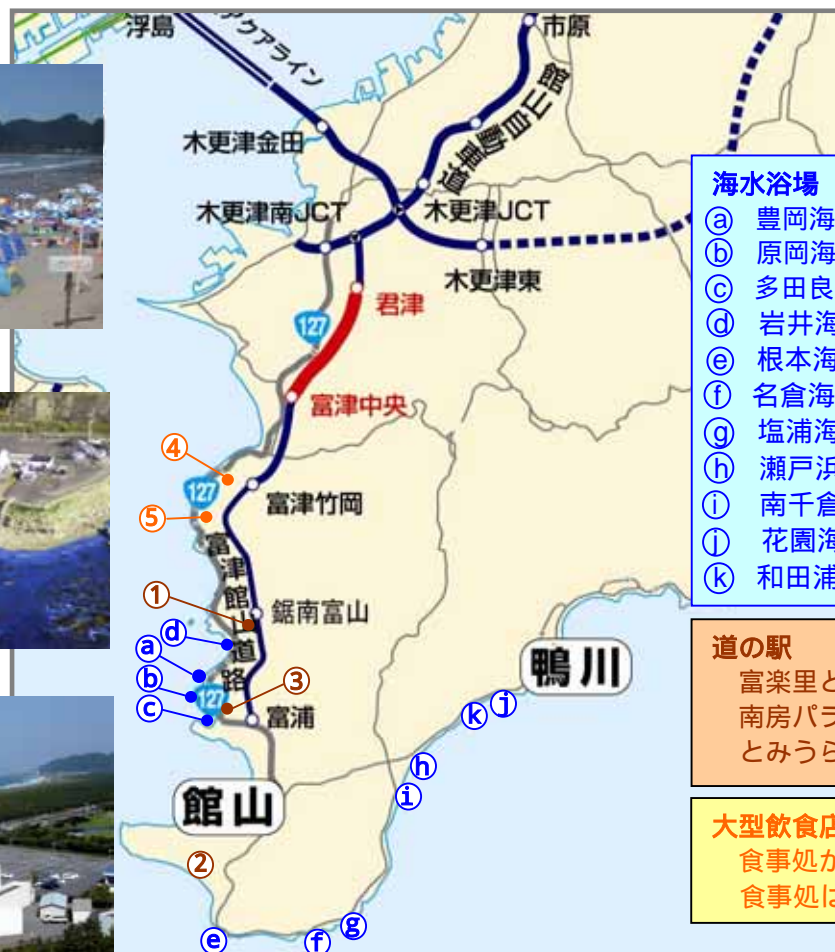 浮島
アクアライン
市原
館山自動車道
木更津金田
木更津南JCT
木更津JCT
木更津東
君津
127
富津中央
④
127
富津竹岡
⑤
富津館山道路
①
鋸南富山
ⓓ
ⓐ
ⓑ
127
③
ⓒ
富浦
鴨川
ⓚ
ⓙ
ⓗ
ⓘ
館山
②
ⓔ
ⓕ
ⓖ
海水浴場
ⓐ 豊岡海
ⓑ 原岡海
ⓒ 多田良
ⓓ 岩井海
ⓔ 根本海
ⓕ 名倉海
ⓖ 塩浦海
ⓗ 瀬戸浜
ⓘ 南千倉
ⓙ 花園海
ⓚ 和田浦
道の駅
富楽里と
南房パラ
とみうら
大型飲食店
食事処か
食事処は